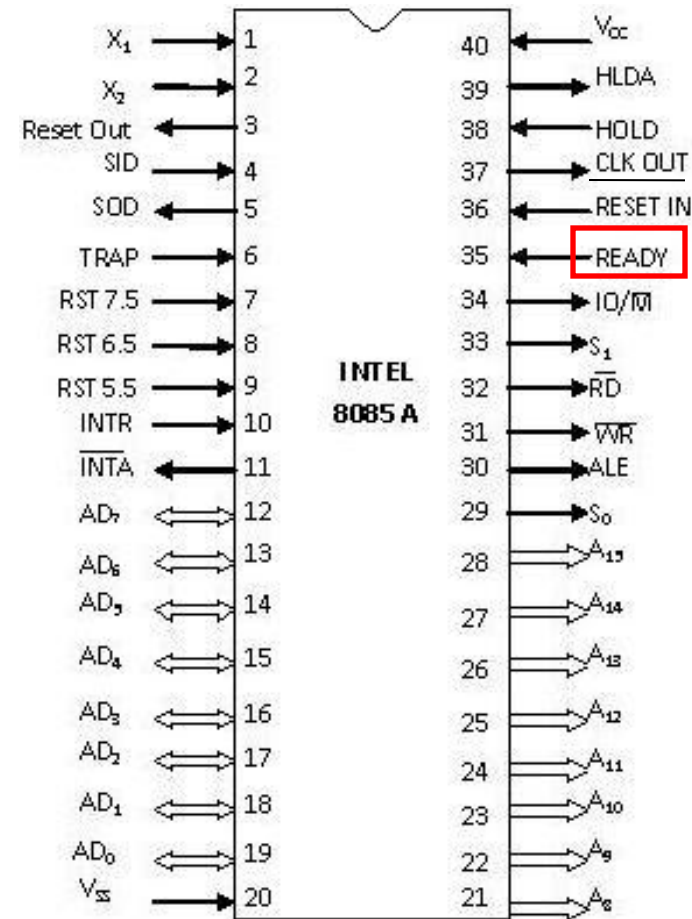 X₁ 1 40 Vcc
X₂ 2 39 HLDA
Reset Out 3 38 HOLD
SID 4 37 CLK OUT
SOD 5 36 RESET IN
TRAP 6 35 READY
RST 7.5 7 34 IO/M̅
RST 6.5 8 33 S₁
RST 5.5 9 32 R̅D̅
INTR 10 31 W̅R̅
I̅N̅T̅A̅ 11 30 ALE
AD₇ 12 29 S₀
AD₆ 13 28 A₁₅
AD₅ 14 27 A₁₄
AD₄ 15 26 A₁₃
AD₃ 16 25 A₁₂
AD₂ 17 24 A₁₁
AD₁ 18 23 A₁₀
AD₀ 19 22 A₉
Vss 20 21 A₈
INTEL
8085 A